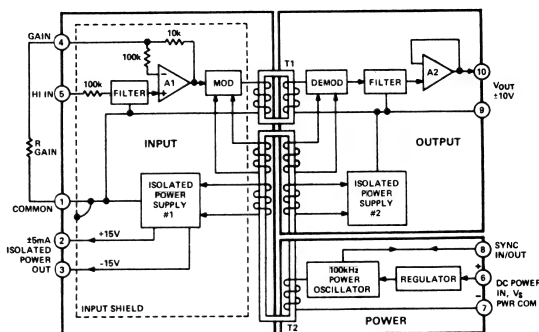 GAIN
4
10k
100k
A1
HI IN
5
100k
FILTER
MOD
T1
DEMOD
FILTER
A2
10
VOUT
±10V
9
R
GAIN
INPUT
OUTPUT
COMMON
1
ISOLATED
POWER
SUPPLY
#1
ISOLATED
POWER
SUPPLY
#2
±5mA
ISOLATED
POWER
OUT
2
+15V
3
-15V
INPUT SHIELD
8
SYNC
IN/OUT
100kHz
POWER
OSCILLATOR
REGULATOR
+
6
DC POWER
IN, VS
–
7
PWR COM
POWER
T2